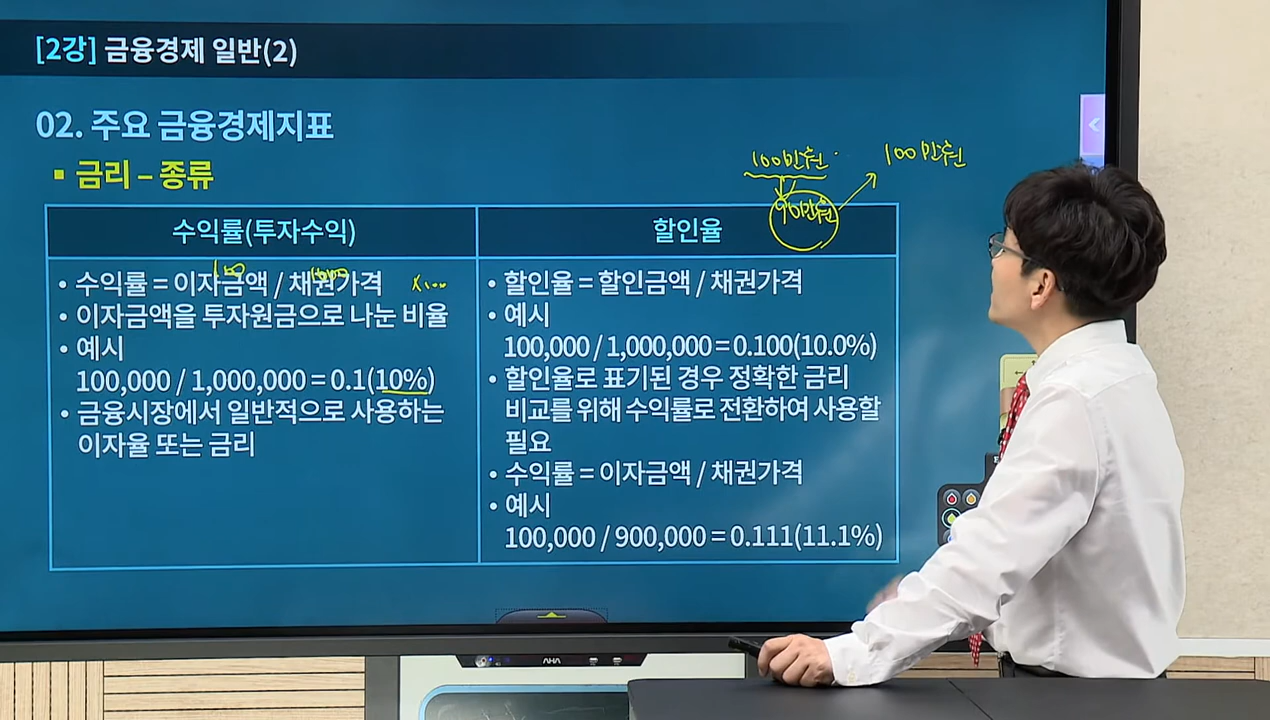 [2강] 금융경제 일반(2)
02. 주요 금융경제지표
▪ 금리 – 종류
100만원
100만원
90만원
수익률(투자수익)
할인율
100
1000
• 수익률 = 이자금액 / 채권가격
×100
• 이자금액을 투자원금으로 나눈 비율
• 예시
100,000 / 1,000,000 = 0.1(10%)
• 금융시장에서 일반적으로 사용하는
이자율 또는 금리
• 할인율 = 할인금액 / 채권가격
• 예시
100,000 / 1,000,000 = 0.100(10.0%)
• 할인율로 표기된 경우 정확한 금리
비교를 위해 수익률로 전환하여 사용할
필요
• 수익률 = 이자금액 / 채권가격
• 예시
100,000 / 900,000 = 0.111(11.1%)
AHA